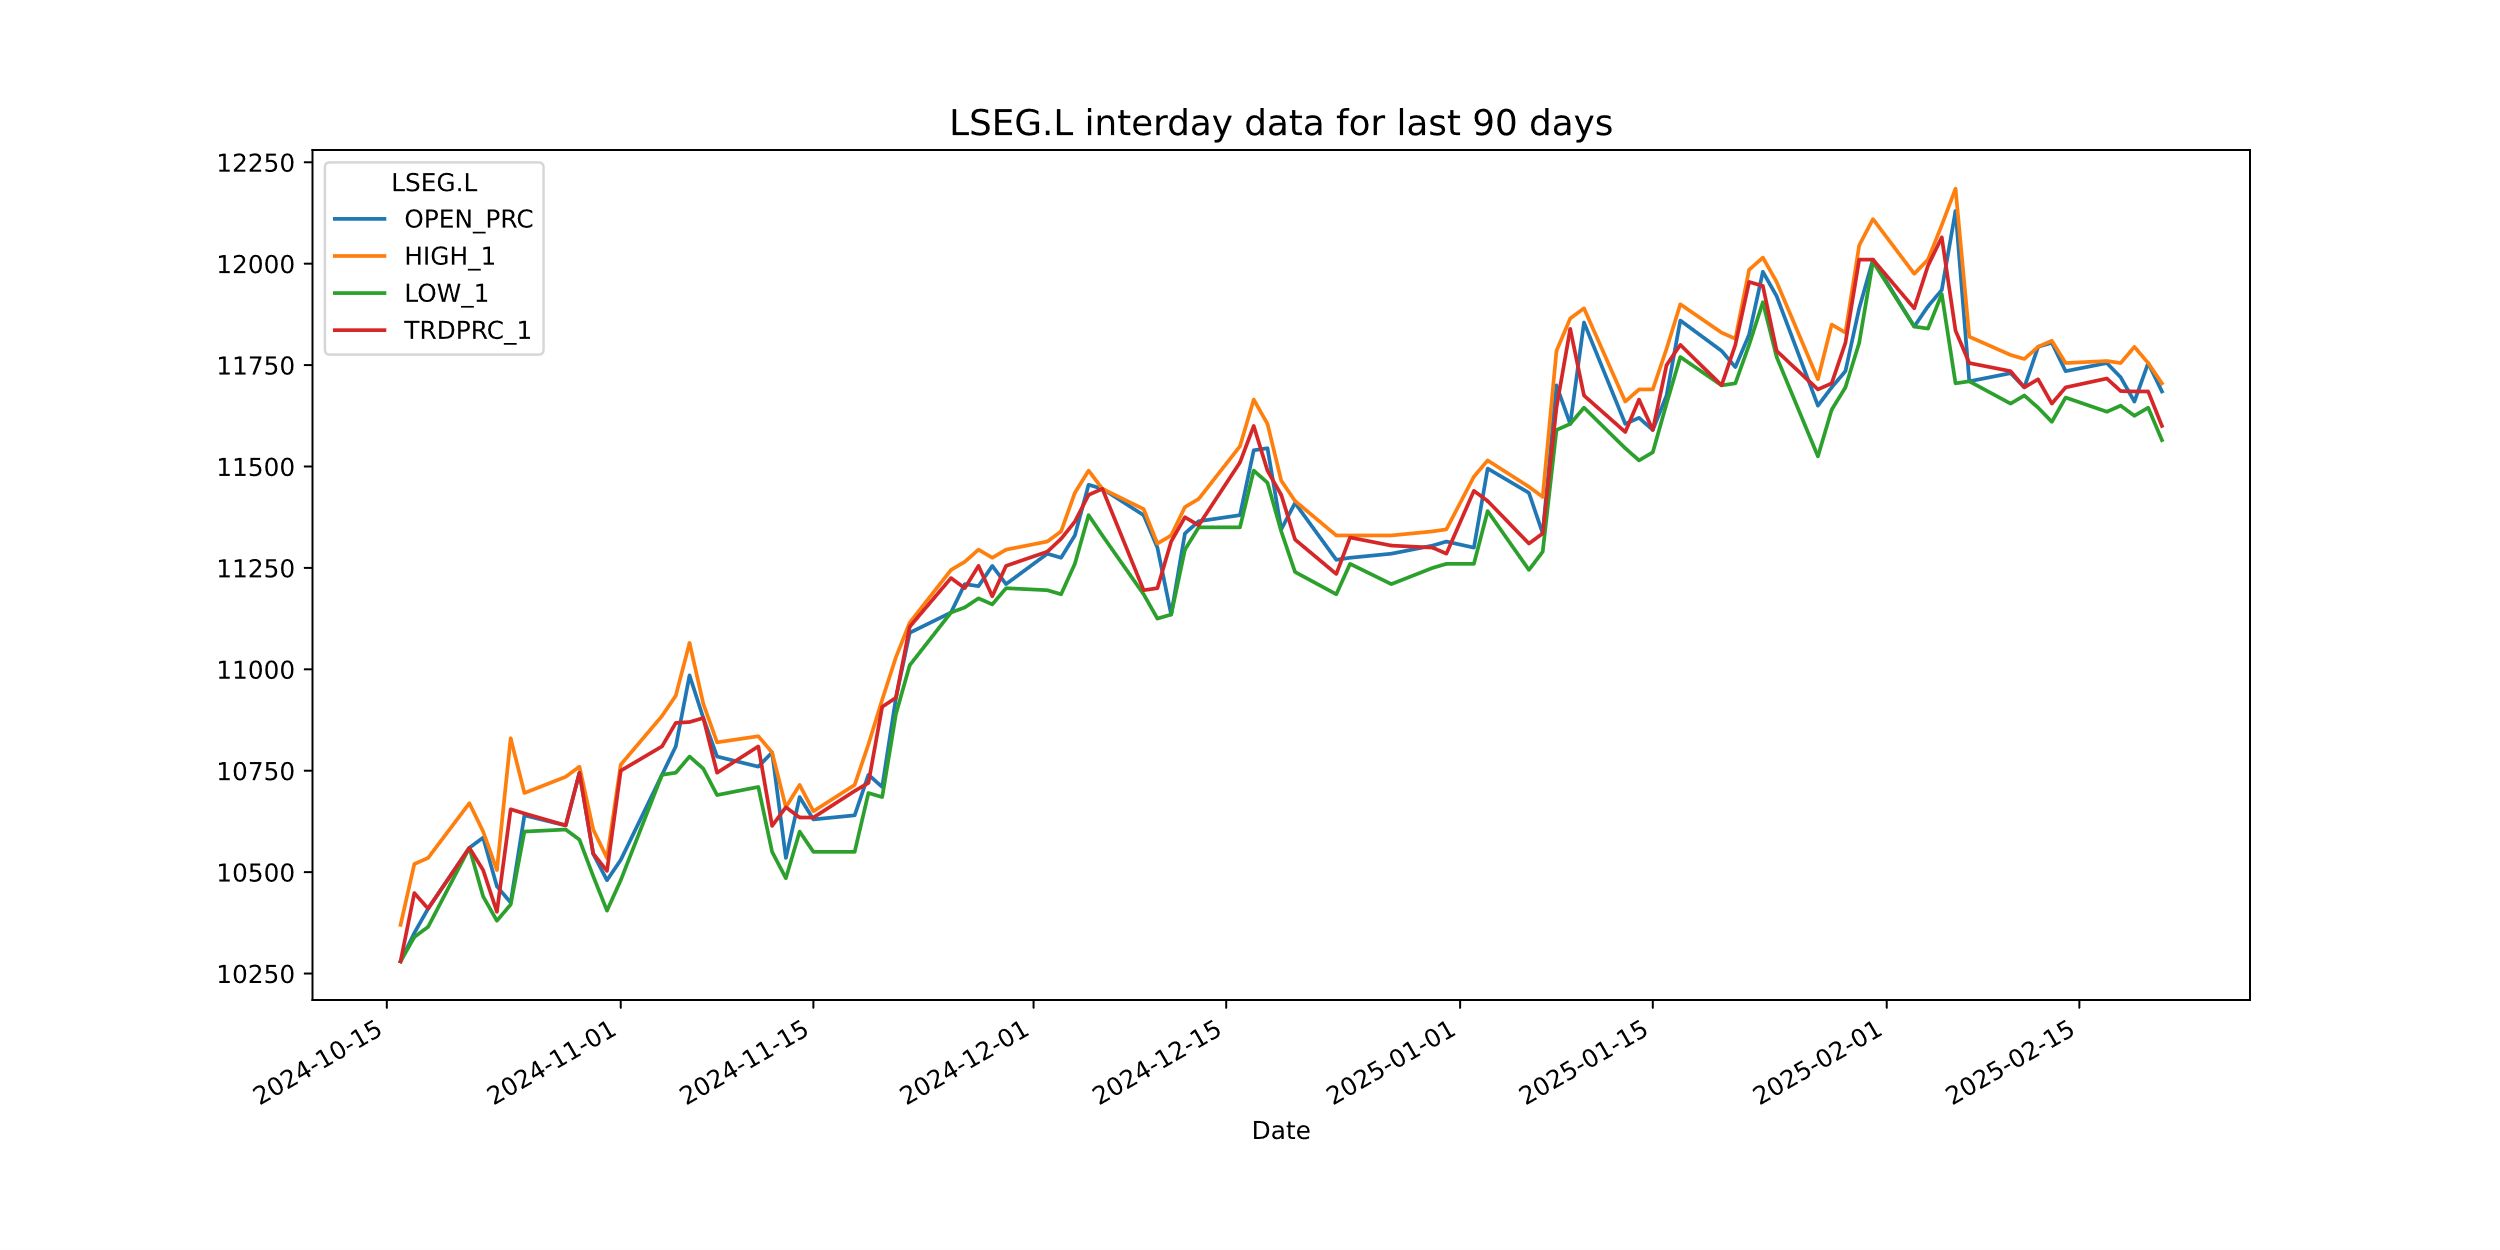 LSEG.L interday data for last 90 days
LSEG.L
OPEN_PRC
HIGH_1
LOW_1
TRDPRC_1
12250
12000
11750
11500
11250
11000
10750
10500
10250
2024-10-15
2024-11-01
2024-11-15
2024-12-01
2024-12-15
2025-01-01
2025-01-15
2025-02-01
2025-02-15
Date